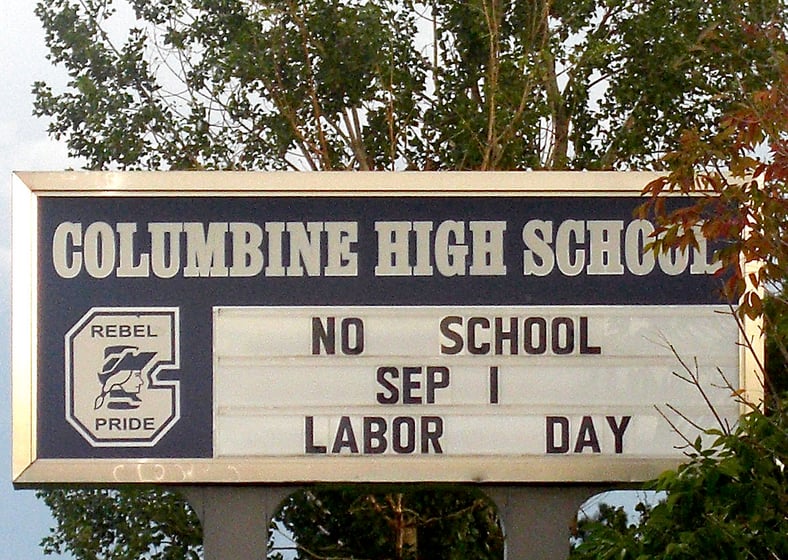 COLUMBINE HIGH SCHOOL
REBEL
PRIDE
NO SCHOOL
SEP 1
LABOR DAY